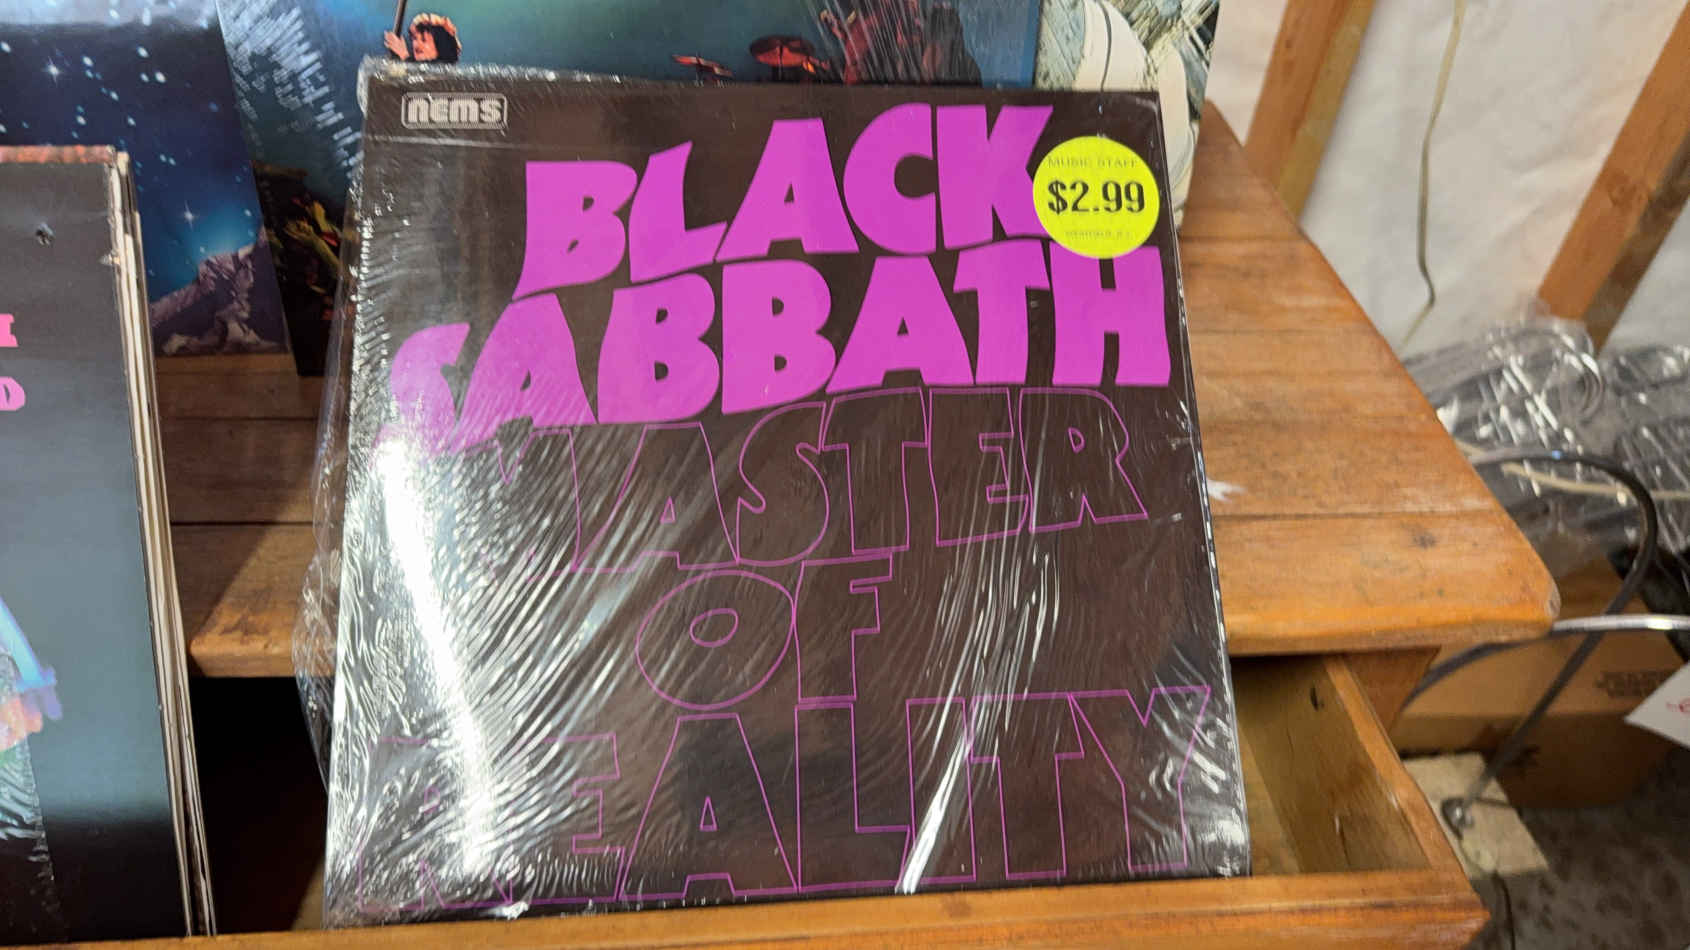 nems
BLACK
SABBATH
MASTER
OF
REALITY
MUSIC STAFF
$2.99